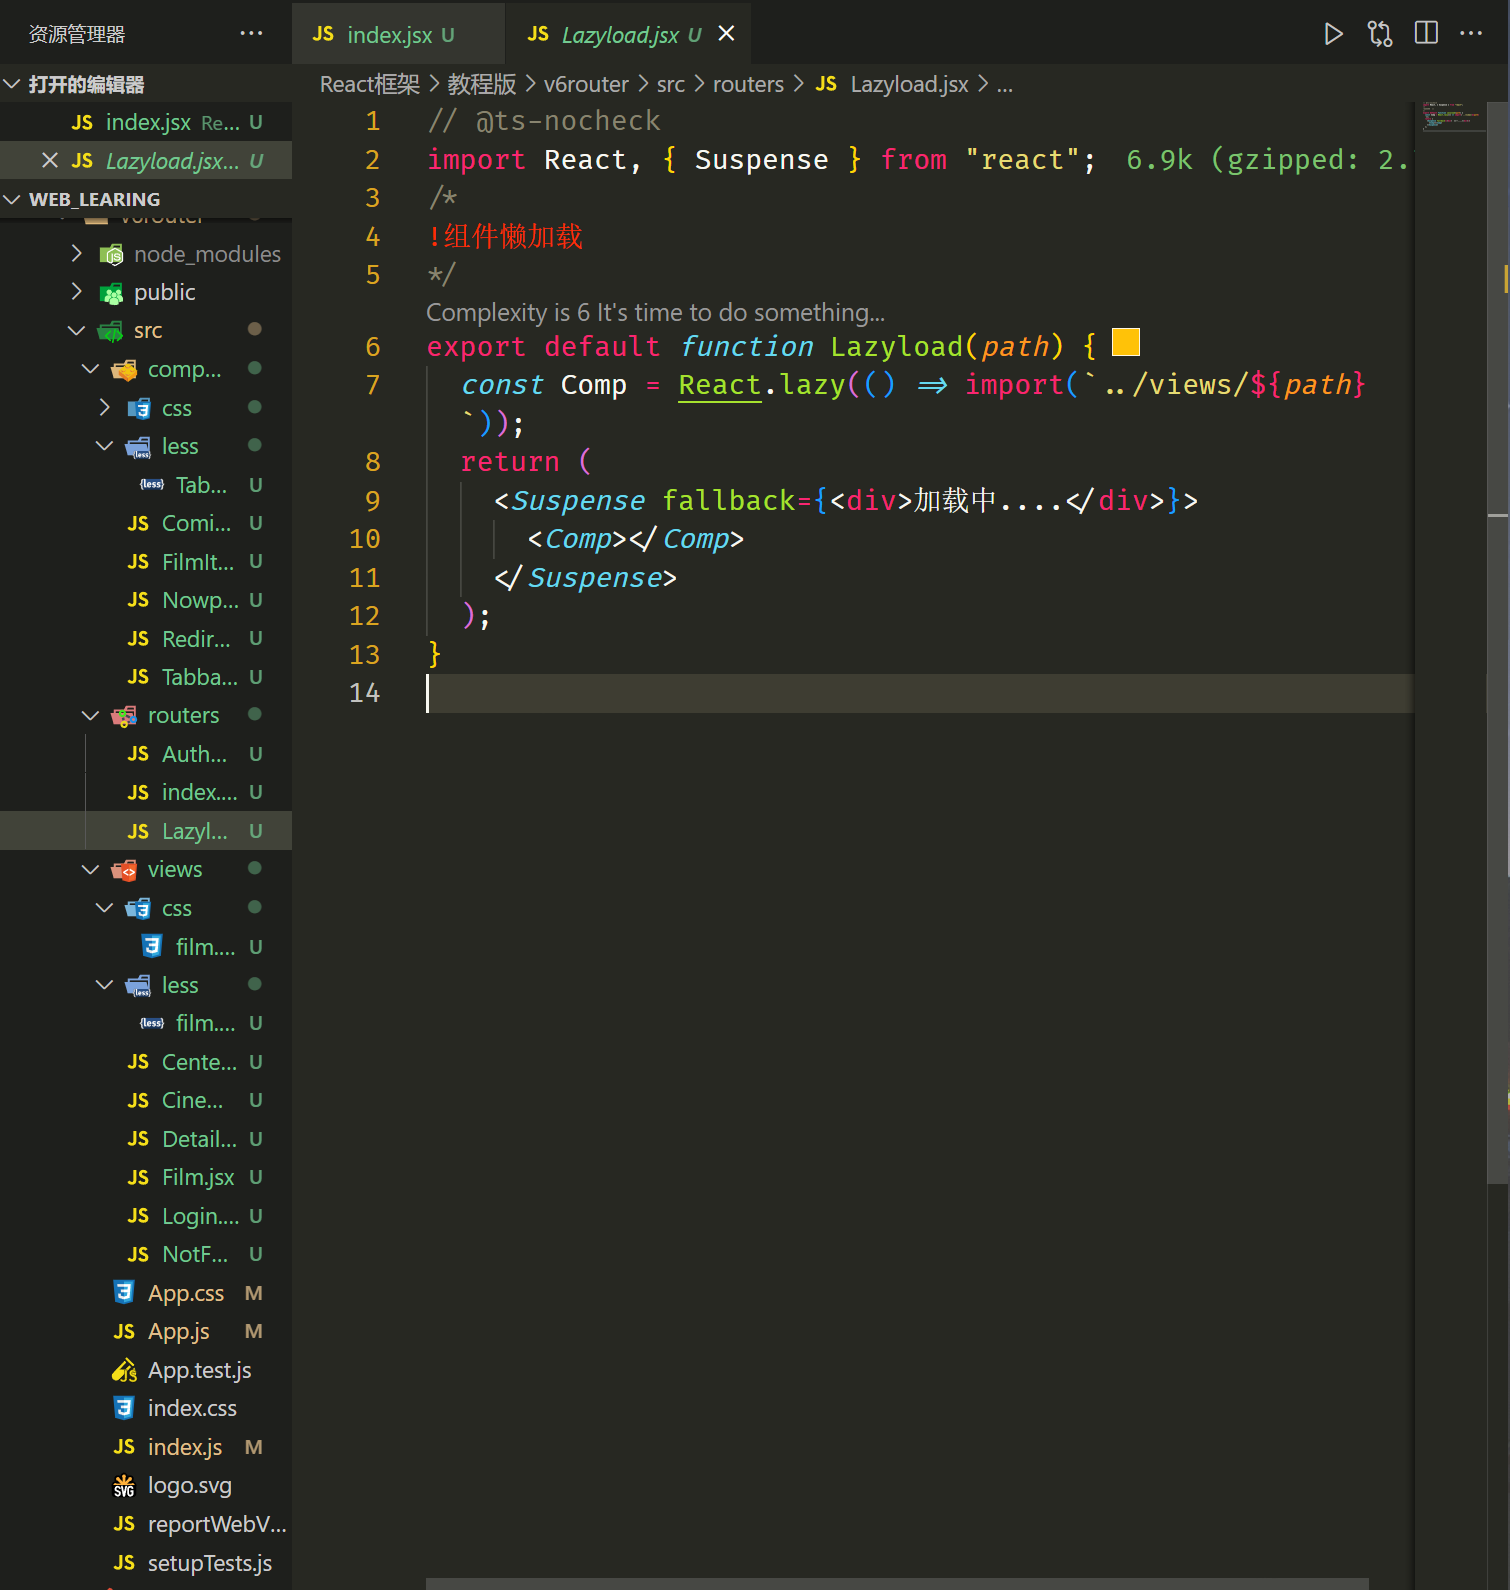 资源管理器 ···
JS index.jsx U
JS Lazyload.jsx U
打开的编辑器
JS index.jsx Re... U
JS Lazyload.jsx... U
WEB_LEARING
v6router
node_modules
public
src
comp...
css
less
{less} Tab... U
JS Comi... U
JS FilmIt... U
JS Nowp... U
JS Redir... U
JS Tabba... U
routers
JS Auth... U
JS index.... U
JS Lazyl... U
views
css
film.... U
less
{less} film.... U
JS Cente... U
JS Cine... U
JS Detail... U
JS Film.jsx U
JS Login.... U
JS NotF... U
App.css M
JS App.js M
App.test.js
index.css
JS index.js M
SVG logo.svg
JS reportWebV...
JS setupTests.js
React框架 > 教程版 > v6router > src > routers > JS Lazyload.jsx > ...
1 // @ts-nocheck
2 import React, { Suspense } from "react"; 6.9k (gzipped: 2.
3 /*
4 !组件懒加载
5 */
Complexity is 6 It's time to do something...
6 export default function Lazyload(path) {
7 const Comp = React.lazy(() => import(`../views/${path}
`));
8 return (
9 <Suspense fallback={<div>加载中....</div>}>
10 <Comp></Comp>
11 </Suspense>
12 );
13 }
14